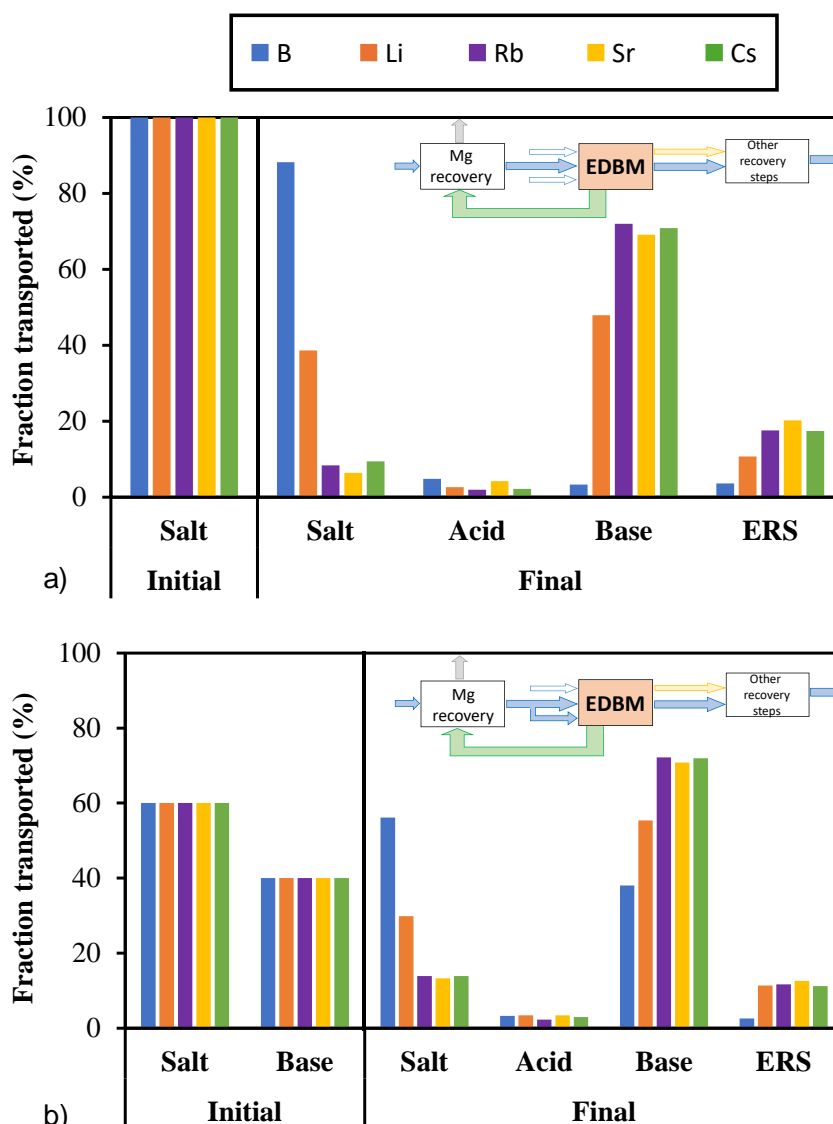 B Li Rb Sr Cs
Fraction transported (%)
100
80
60
40
20
0
Mg
recovery
EDBM
Other
recovery
steps
Salt Salt Acid Base ERS
Initial Final
a)
Fraction transported (%)
100
80
60
40
20
0
Mg
recovery
EDBM
Other
recovery
steps
Salt Base Salt Acid Base ERS
Initial Final
b)